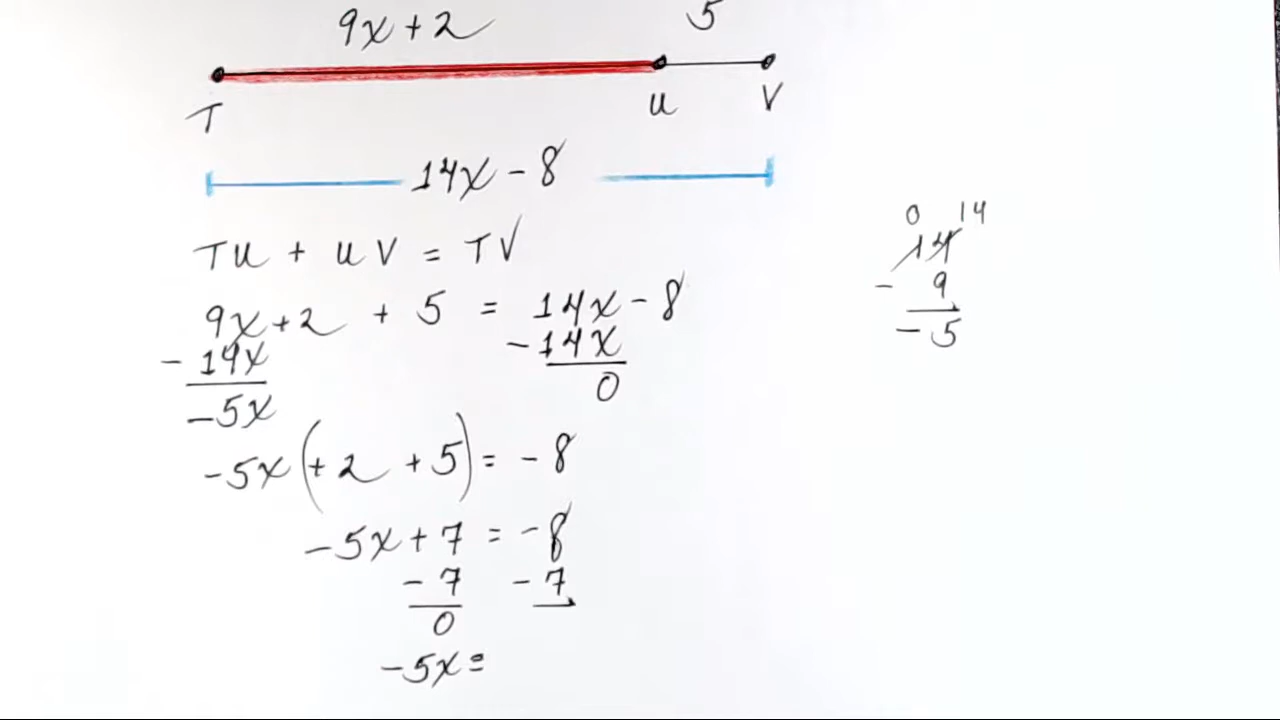 9x+2 5
T U V
14x-8
TU + UV = TV
9x+2 + 5 = 14x-8
-14x -14x
-5x 0
-5x(+2 +5) = -8
-5x+7 = -8
-7 -7
0
-5x=
0 14
14
- 9
-5